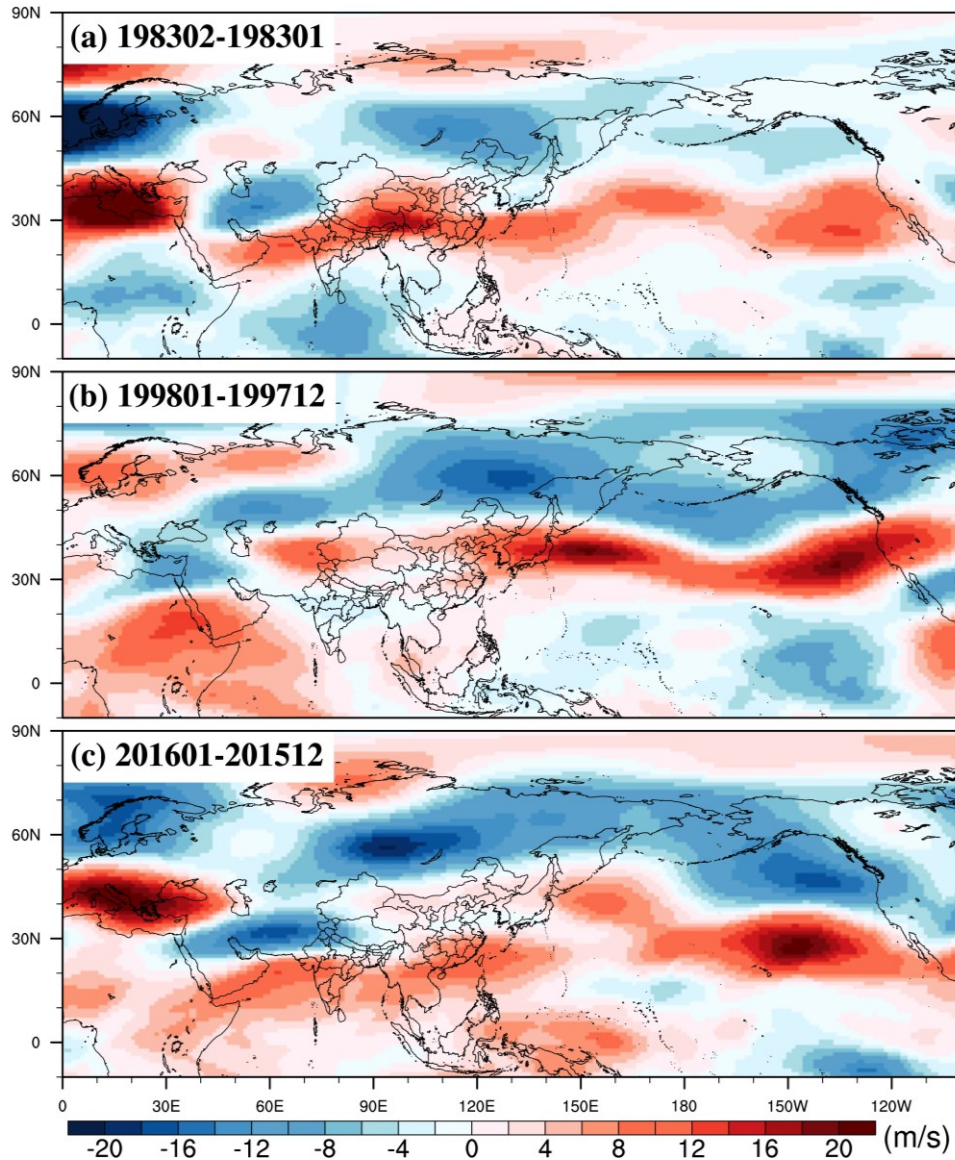 90N
(a) 198302-198301
60N
30N
0
90N
(b) 199801-199712
60N
30N
0
90N
(c) 201601-201512
60N
30N
0
0 30E 60E 90E 120E 150E 180 150W 120W
-20 -16 -12 -8 -4 0 4 8 12 16 20 (m/s)